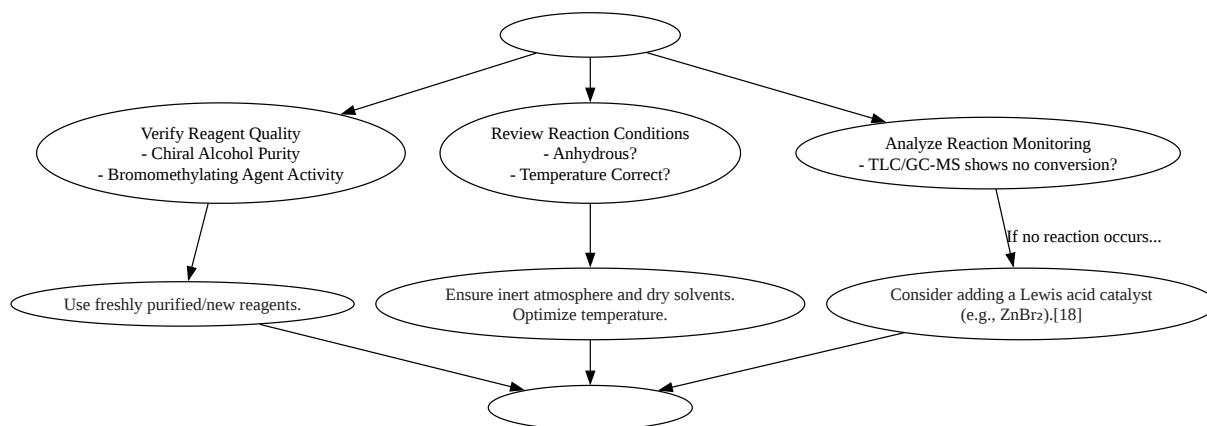 Verify Reagent Quality
- Chiral Alcohol Purity
- Bromomethylating Agent Activity
Review Reaction Conditions
- Anhydrous?
- Temperature Correct?
Analyze Reaction Monitoring
- TLC/GC-MS shows no conversion?
If no reaction occurs...
Use freshly purified/new reagents.
Ensure inert atmosphere and dry solvents.
Optimize temperature.
Consider adding a Lewis acid catalyst
(e.g., ZnBr₂).[18]